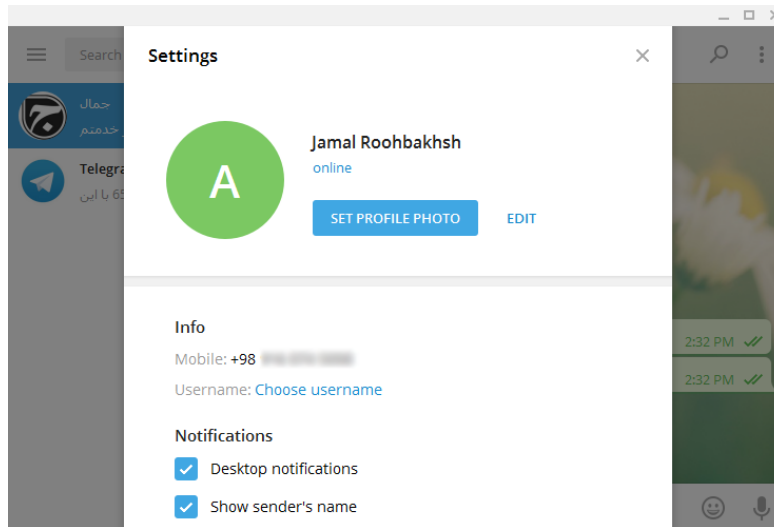 Search
Settings
جمال
خدمتم
Telegra
65 با این
A
Jamal Roohbakhsh
online
SET PROFILE PHOTO
EDIT
Info
Mobile: +98
Username: Choose username
2:32 PM
2:32 PM
Notifications
Desktop notifications
Show sender's name